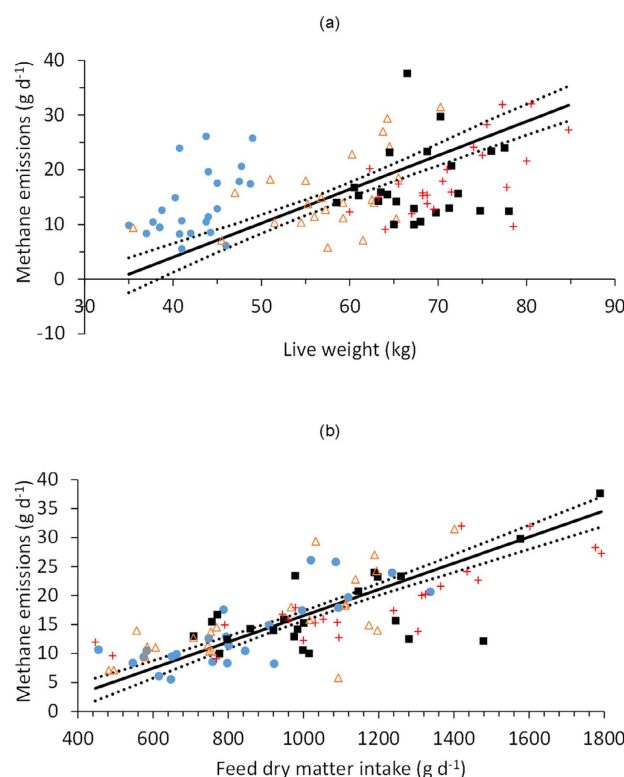 (a)
Methane emissions (g d-1)
40
30
20
10
0
-10
30 40 50 60 70 80 90
Live weight (kg)
(b)
Methane emissions (g d-1)
40
35
30
25
20
15
10
5
0
400 600 800 1000 1200 1400 1600 1800
Feed dry matter intake (g d-1)